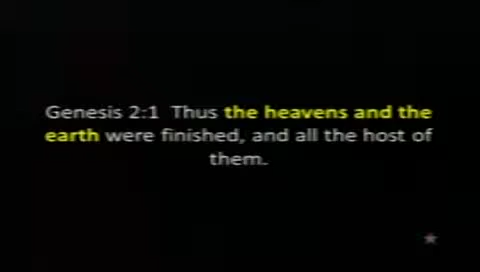 Genesis 2:1 Thus the heavens and the
earth were finished, and all the host of
them.